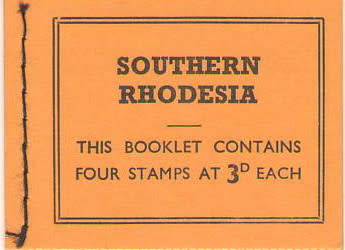 SOUTHERN
RHODESIA
THIS BOOKLET CONTAINS
FOUR STAMPS AT 3D EACH